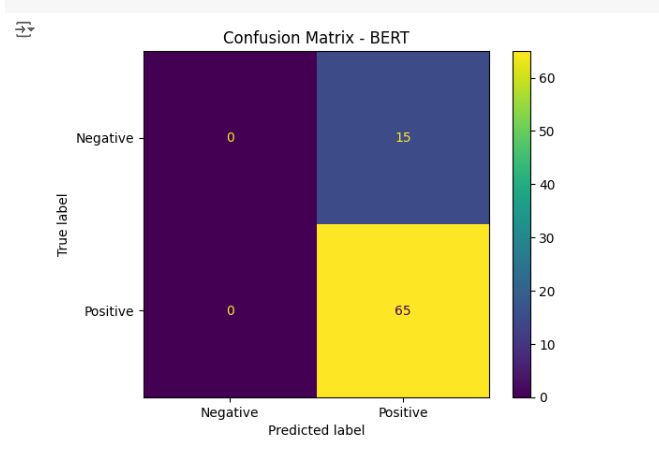 Confusion Matrix - BERT
Negative
0
15
Positive
0
65
Negative
Positive
Predicted label
True label
60
50
40
30
20
10
0